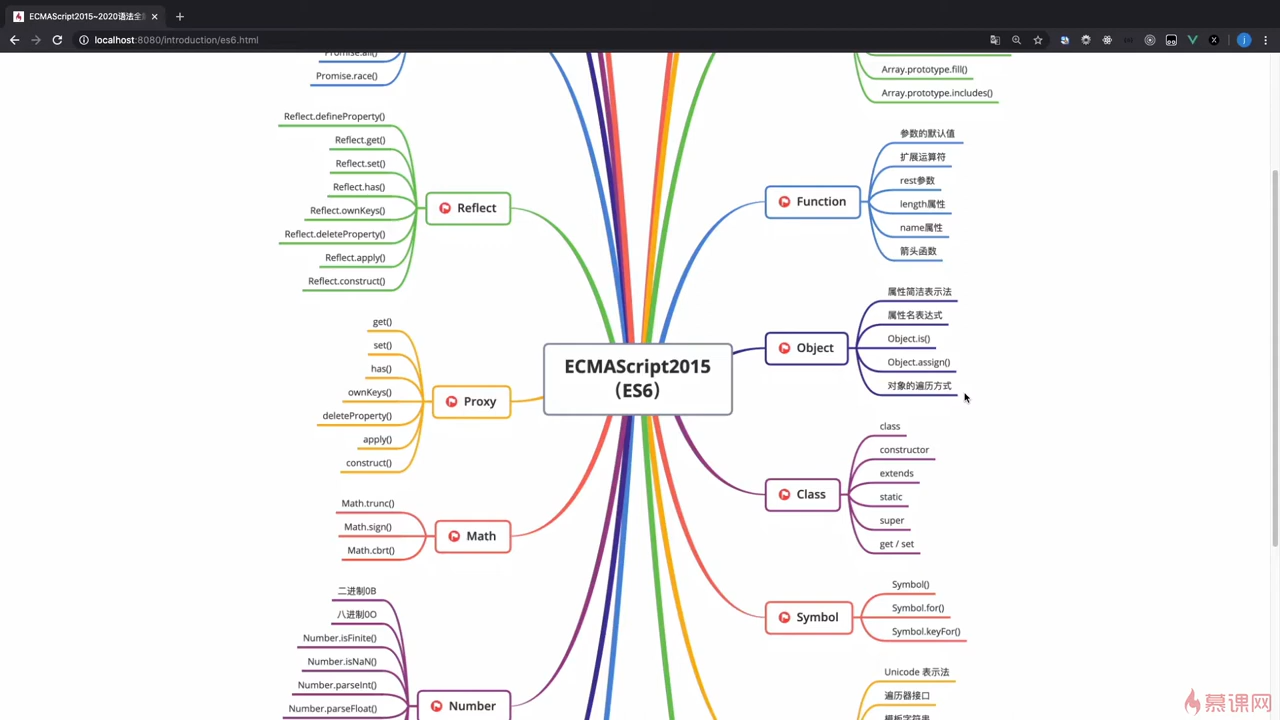 ECMAScript2015~2020语法全
localhost:8080/introduction/es6.html
Promise.all()
Promise.race()
Reflect.defineProperty()
Reflect.get()
Reflect.set()
Reflect.has()
Reflect.ownKeys()
Reflect.deleteProperty()
Reflect.apply()
Reflect.construct()
Reflect
get()
set()
has()
ownKeys()
deleteProperty()
apply()
construct()
Proxy
Math.trunc()
Math.sign()
Math.cbrt()
Math
二进制0B
八进制0O
Number.isFinite()
Number.isNaN()
Number.parseInt()
Number.parseFloat()
Number
ECMAScript2015
（ES6）
Array.prototype.fill()
Array.prototype.includes()
Function
参数的默认值
扩展运算符
rest参数
length属性
name属性
箭头函数
Object
属性简洁表示法
属性名表达式
Object.is()
Object.assign()
对象的遍历方式
Class
class
constructor
extends
static
super
get / set
Symbol
Symbol()
Symbol.for()
Symbol.keyFor()
Unicode 表示法
遍历器接口
模板字符串
慕课网